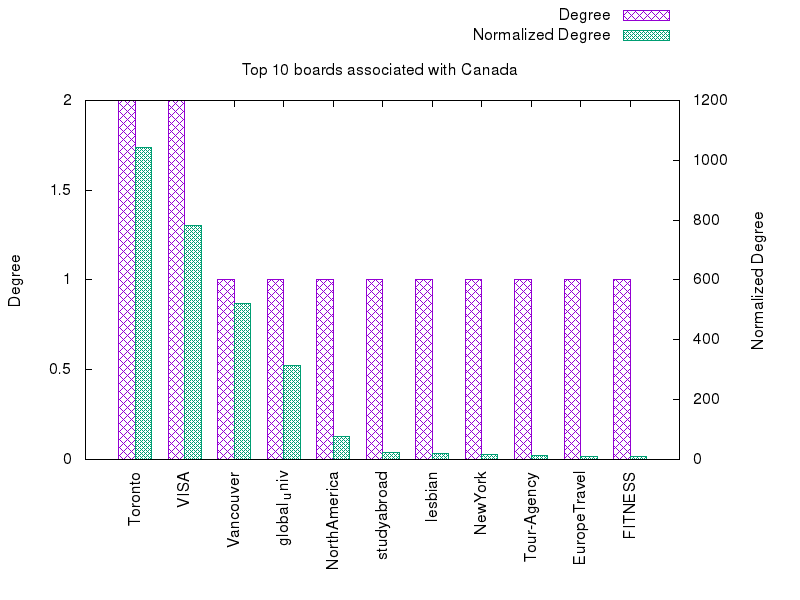 Degree
Normalized Degree
Top 10 boards associated with Canada
2
1.5
1
0.5
0
Degree
1200
1000
800
600
400
200
0
Normalized Degree
Toronto
VISA
Vancouver
global_univ
NorthAmerica
studyabroad
lesbian
NewYork
Tour-Agency
EuropeTravel
FITNESS